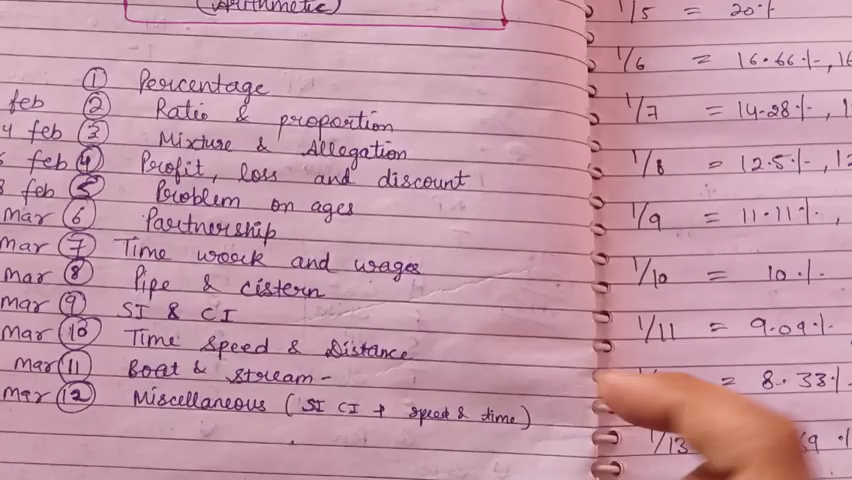 (Arithmetic)
① Percentage
feb ② Ratio & proportion
4 feb ③ Mixture & Allegation
feb ④ Profit, loss and discount
feb ⑤ Problem on ages
mar ⑥ Partnership
mar ⑦ Time work and wages
mar ⑧ Pipe & cistern
mar ⑨ SI & CI
mar ⑩ Time speed & Distance
mar ⑪ Boat & stream -
mar ⑫ Miscellaneous (SI CI + speed & time)
1/5 = 20%
1/6 = 16.66%, 16
1/7 = 14.28%, 1
1/8 = 12.5%, 12
1/9 = 11.11%,
1/10 = 10%.
1/11 = 9.09%
= 8.33%
1/13 69 %